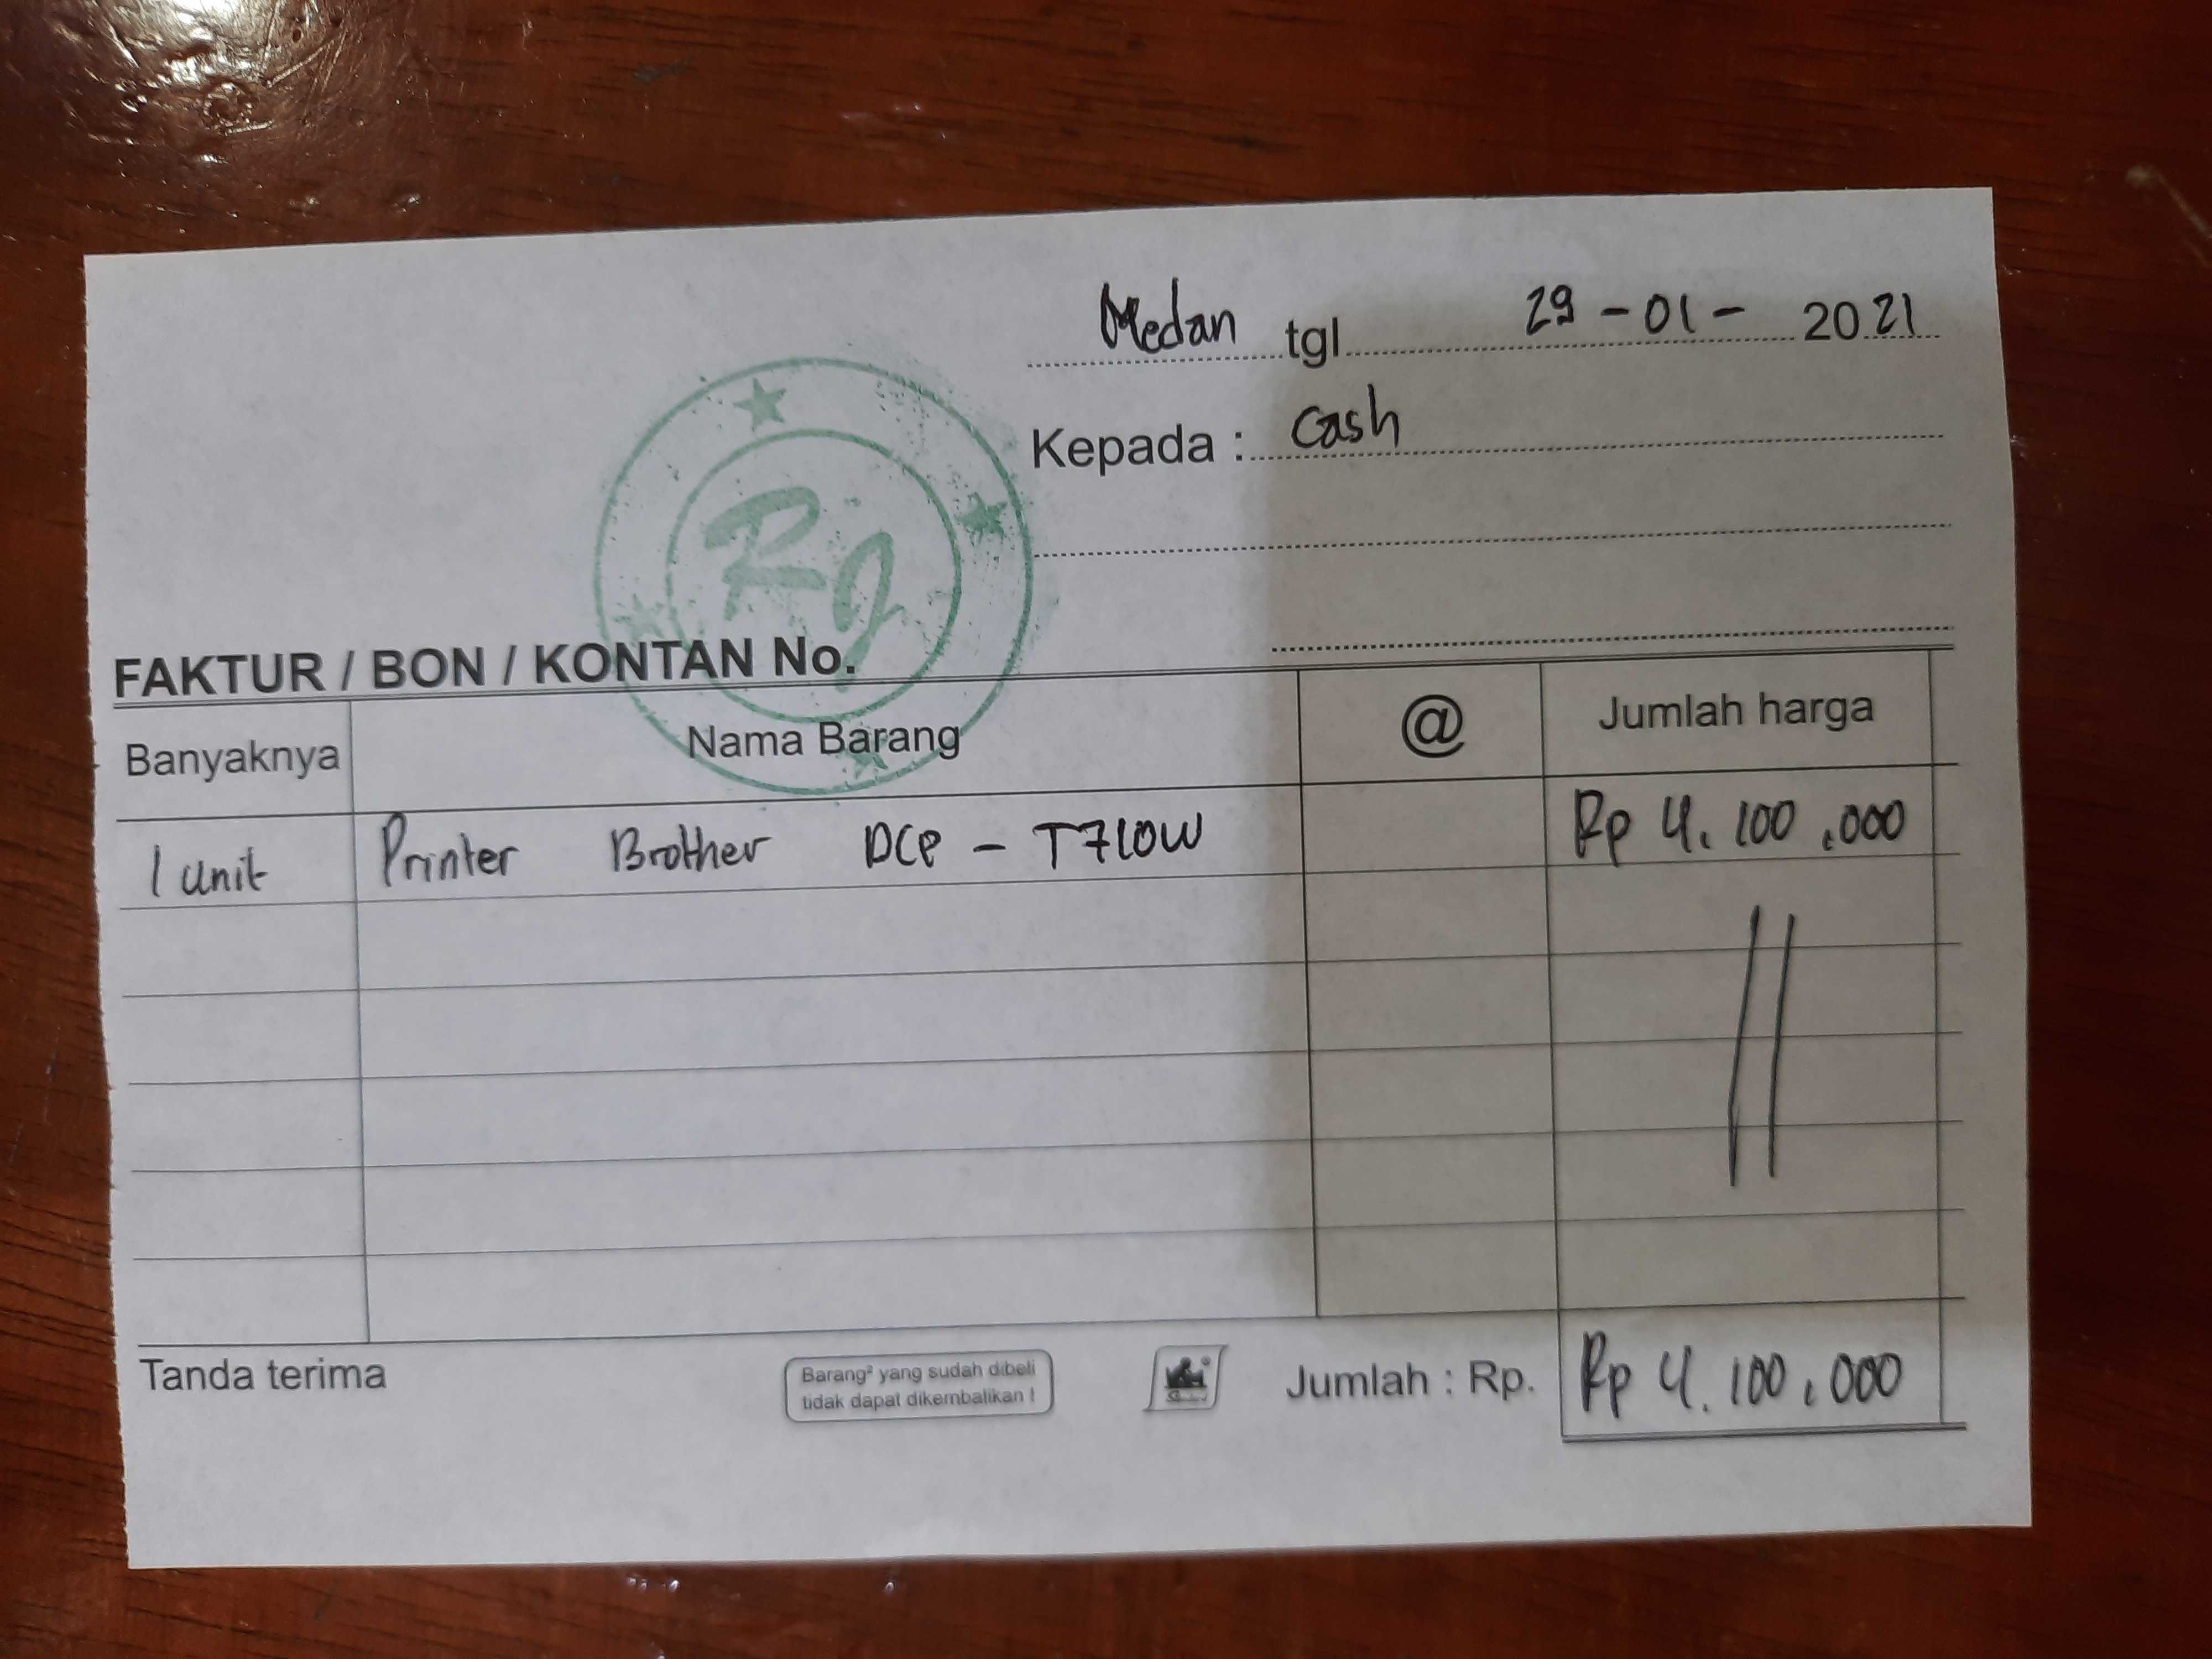 Medan tgl 29 - 01 - 2021
Kepada : Cash
RJ
FAKTUR / BON / KONTAN No.
Banyaknya Nama Barang @ Jumlah harga
1 Unit Printer Brother DCP - T710W Rp 4.100.000
Tanda terima
Barang² yang sudah dibeli
tidak dapat dikembalikan !
Jumlah : Rp. Rp 4.100.000